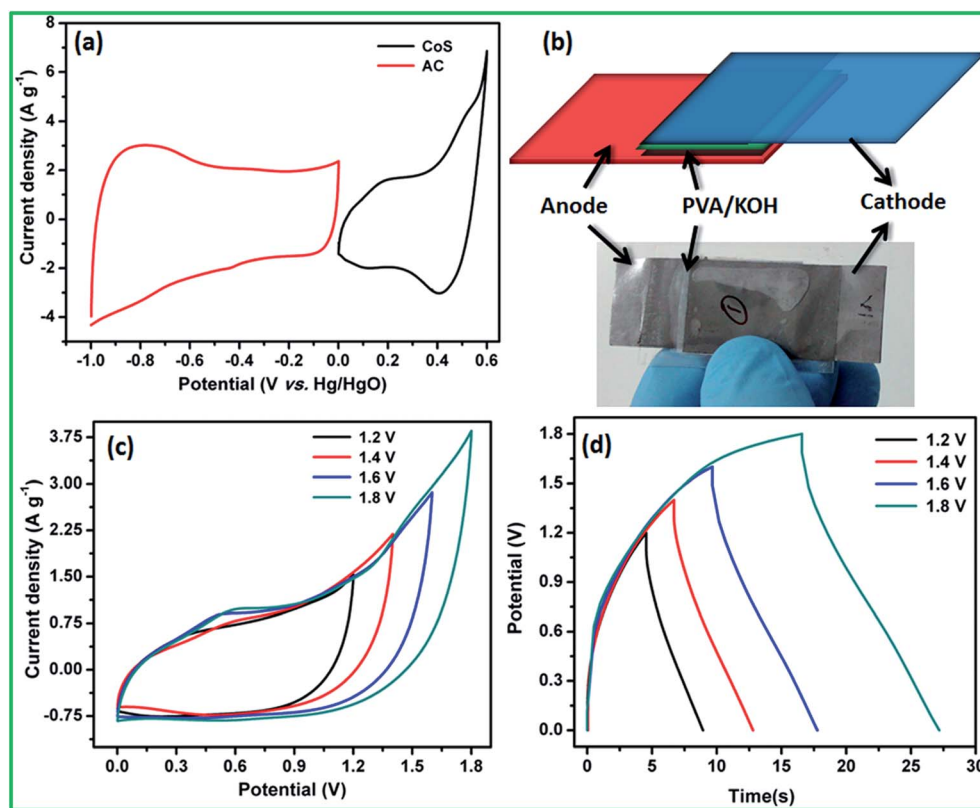 (a)
CoS
AC
Current density (A g⁻¹)
8
6
4
2
0
-2
-4
-1.0 -0.8 -0.6 -0.4 -0.2 0.0 0.2 0.4 0.6
Potential (V vs. Hg/HgO)
(b)
Anode PVA/KOH Cathode
1
(c)
1.2 V
1.4 V
1.6 V
1.8 V
Current density (A g⁻¹)
3.75
3.00
2.25
1.50
0.75
0.00
-0.75
0.0 0.3 0.6 0.9 1.2 1.5 1.8
Potential (V)
(d)
1.2 V
1.4 V
1.6 V
1.8 V
Potential (V)
1.8
1.5
1.2
0.9
0.6
0.3
0.0
0 5 10 15 20 25 30
Time(s)